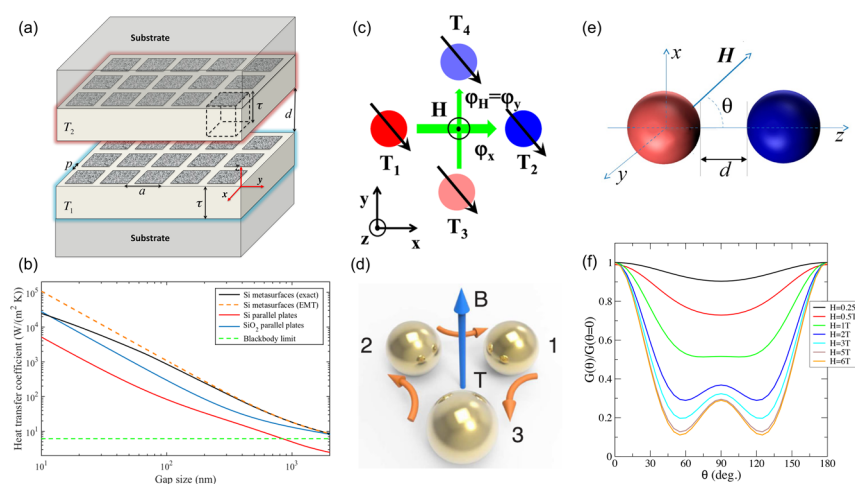 (a)
Substrate
T2
τ
d
p
a
z
y
x
T1
τ
Substrate
(b)
Heat transfer coefficient (W/(m² K))
10⁵
10⁴
10³
10²
10¹
Si metasurfaces (exact)
Si metasurfaces (EMT)
Si parallel plates
SiO₂ parallel plates
Blackbody limit
10¹
10²
10³
Gap size (nm)
(c)
T₄
H
φH=φy
T₁
φx
T₂
T₃
y
z
x
(d)
B
2
1
T
3
(e)
x
H
θ
z
y
d
(f)
G(θ)/G(θ=0)
1
0.8
0.6
0.4
0.2
0
H=0.25
H=0.5T
H=1T
H=2T
H=3T
H=5T
H=6T
0
30
60
90
120
150
180
θ (deg.)